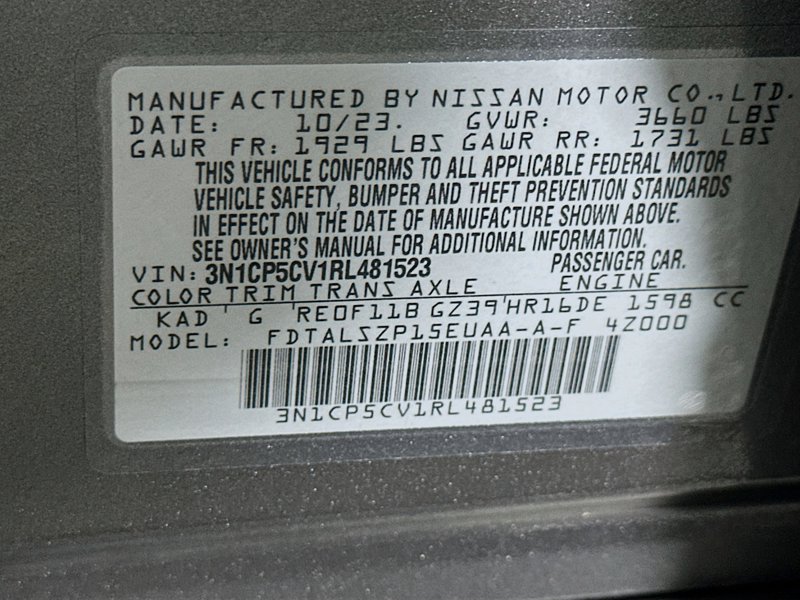 MANUFACTURED BY NISSAN MOTOR CO., LTD.
DATE: 10/23. GVWR: 3660 LBS
GAWR FR: 1929 LBS GAWR RR: 1731 LBS
THIS VEHICLE CONFORMS TO ALL APPLICABLE FEDERAL MOTOR
VEHICLE SAFETY, BUMPER AND THEFT PREVENTION STANDARDS
IN EFFECT ON THE DATE OF MANUFACTURE SHOWN ABOVE.
SEE OWNER'S MANUAL FOR ADDITIONAL INFORMATION.
VIN: 3N1CP5CV1RL481523 PASSENGER CAR.
COLOR TRIM TRANS AXLE ENGINE
KAD ' G ' RE0F11B GZ39 ' HR16DE 1598 CC
MODEL: FDTALSZP15EUAA-A-F 4Z000
3N1CP5CV1RL481523